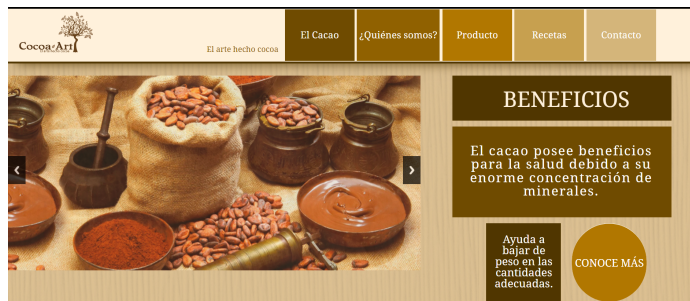 Cocoa Art
El arte hecho cocoa
El Cacao
¿Quiénes somos?
Producto
Recetas
Contacto
BENEFICIOS
El cacao posee beneficios
para la salud debido a su
enorme concentración de
minerales.
Ayuda a
bajar de
peso en las
cantidades
adecuadas.
CONOCE MÁS